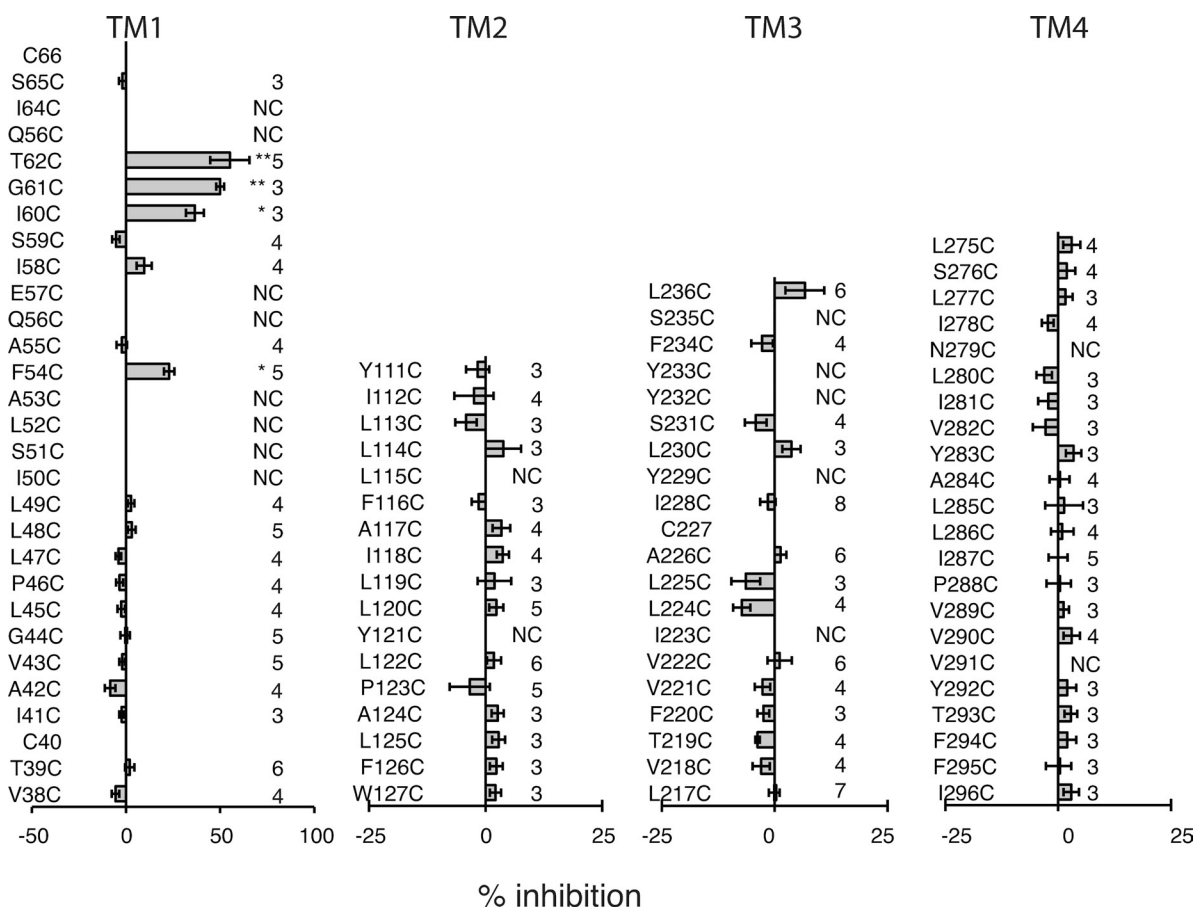 TM1
C66
S65C 3
I64C NC
Q56C NC
T62C **5
G61C ** 3
I60C * 3
S59C 4
I58C 4
E57C NC
Q56C NC
A55C 4
F54C * 5
A53C NC
L52C NC
S51C NC
I50C NC
L49C 4
L48C 5
L47C 4
P46C 4
L45C 4
G44C 5
V43C 5
A42C 4
I41C 3
C40
T39C 6
V38C 4
-50 0 50 100
TM2
Y111C 3
I112C 4
L113C 3
L114C 3
L115C NC
F116C 3
A117C 4
I118C 4
L119C 3
L120C 5
Y121C NC
L122C 6
P123C 5
A124C 3
L125C 3
F126C 3
W127C 3
-25 0 25
TM3
L236C 6
S235C NC
F234C 4
Y233C NC
Y232C NC
S231C 4
L230C 3
Y229C NC
I228C 8
C227
A226C 6
L225C 3
L224C 4
I223C NC
V222C 6
V221C 4
F220C 3
T219C 4
V218C 4
L217C 7
-25 0 25
TM4
L275C 4
S276C 4
L277C 3
I278C 4
N279C NC
L280C 3
I281C 3
V282C 3
Y283C 3
A284C 4
L285C 3
L286C 4
I287C 5
P288C 3
V289C 3
V290C 4
V291C NC
Y292C 3
T293C 3
F294C 3
F295C 3
I296C 3
-25 0 25
% inhibition